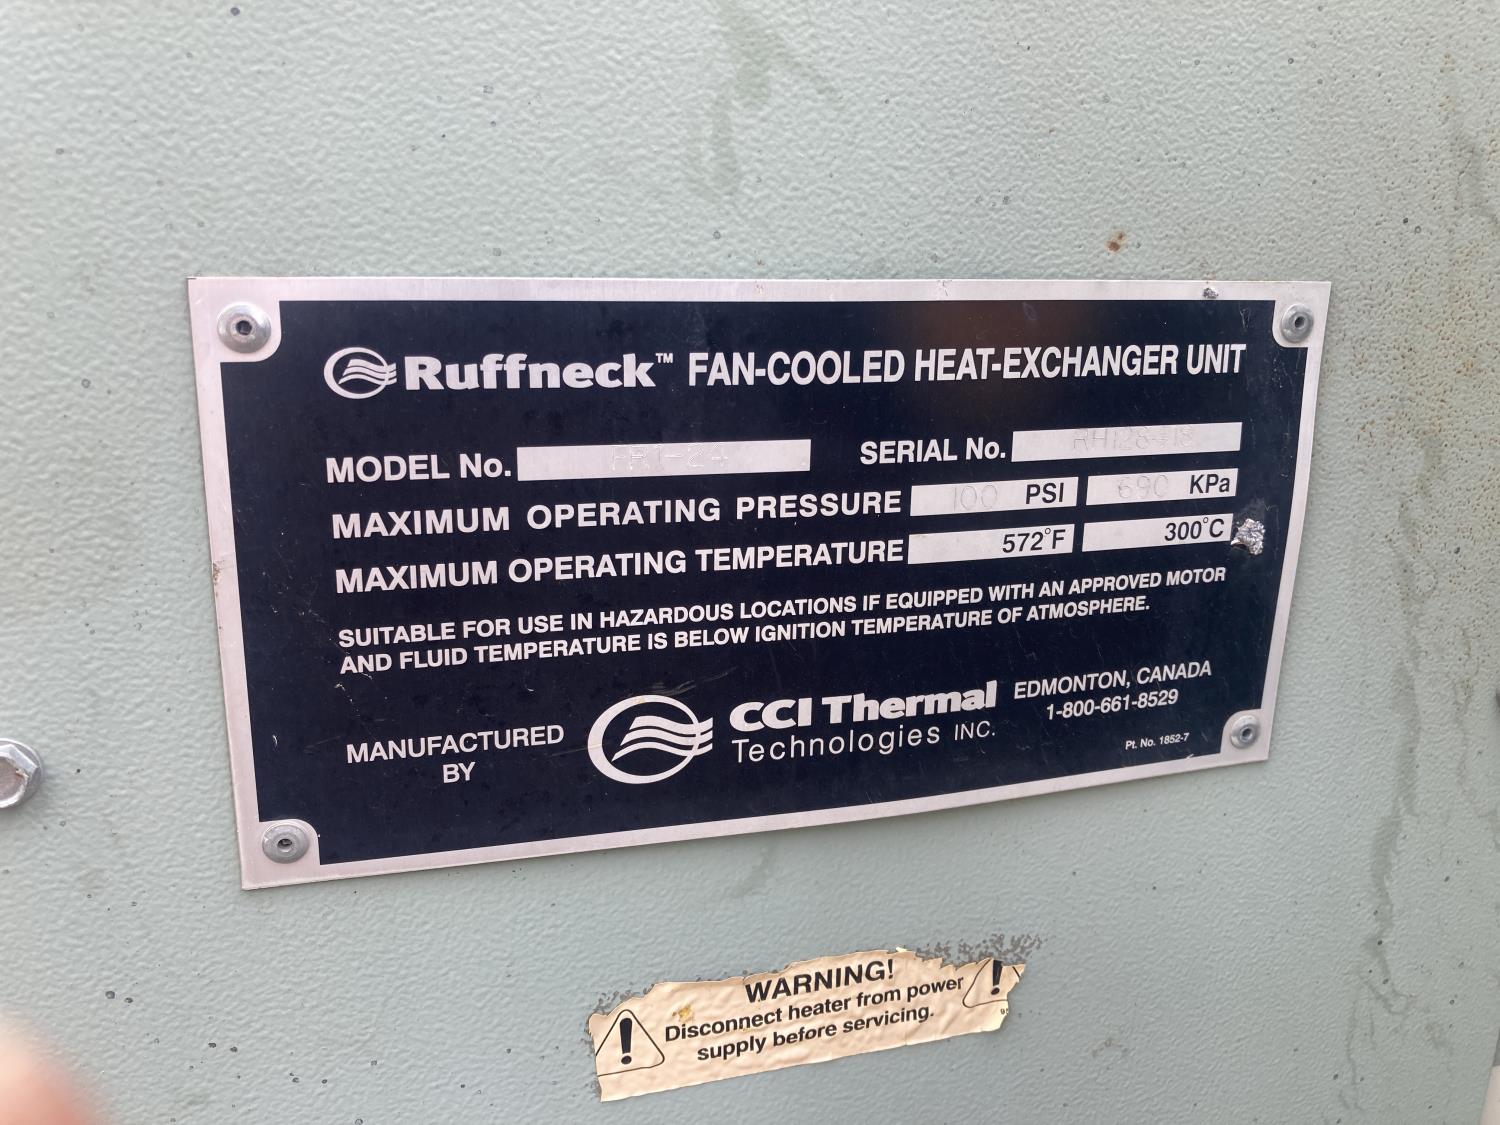 Ruffneck™ FAN-COOLED HEAT-EXCHANGER UNIT
MODEL No. FR1-24 SERIAL No. RH128418
MAXIMUM OPERATING PRESSURE 100 PSI 690 KPa
MAXIMUM OPERATING TEMPERATURE 572°F 300°C
SUITABLE FOR USE IN HAZARDOUS LOCATIONS IF EQUIPPED WITH AN APPROVED MOTOR
AND FLUID TEMPERATURE IS BELOW IGNITION TEMPERATURE OF ATMOSPHERE.
MANUFACTURED
BY
CCI Thermal
Technologies INC.
EDMONTON, CANADA
1-800-661-8529
Pt. No. 1852-7
WARNING!
Disconnect heater from power
supply before servicing.